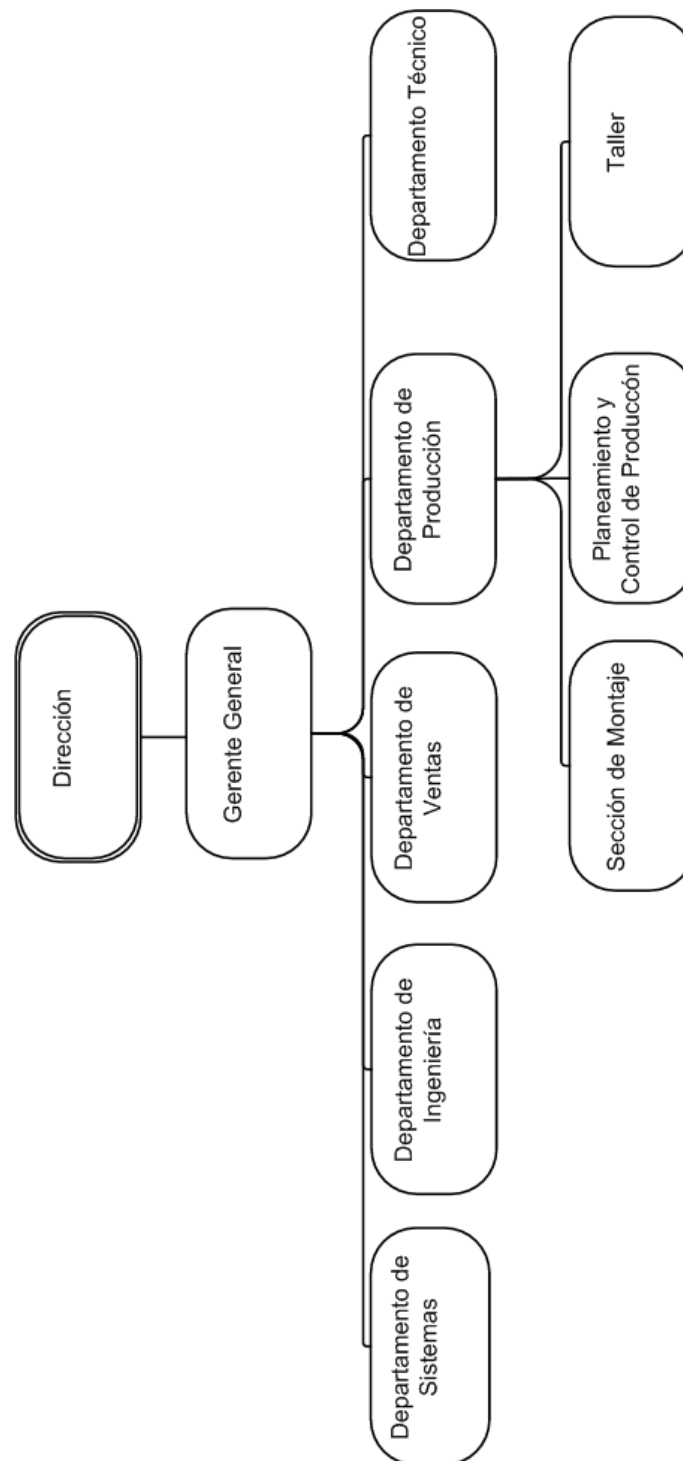 Dirección
Gerente General
Departamento de
Sistemas
Departamento de
Ingeniería
Departamento de
Ventas
Departamento de
Producción
Departamento Técnico
Sección de Montaje
Planeamiento y
Control de Produccón
Taller